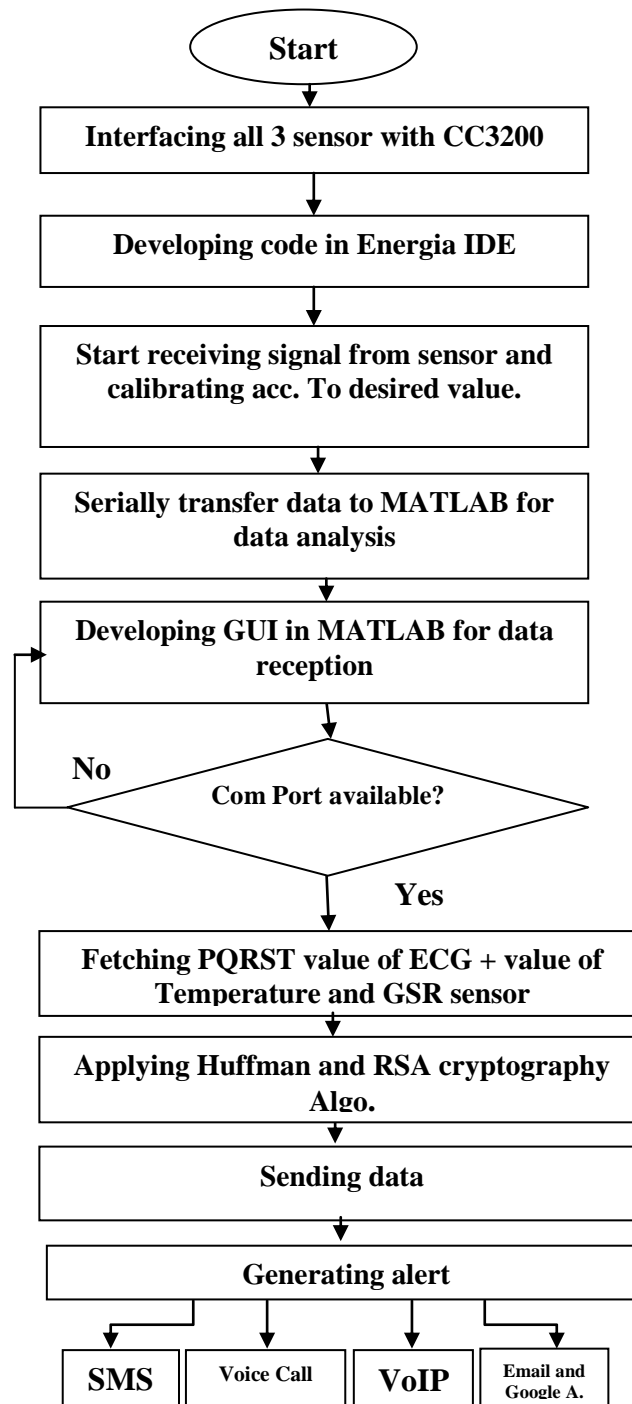 Start
Interfacing all 3 sensor with CC3200
Developing code in Energia IDE
Start receiving signal from sensor and
calibrating acc. To desired value.
Serially transfer data to MATLAB for
data analysis
Developing GUI in MATLAB for data
reception
No
Com Port available?
Yes
Fetching PQRST value of ECG + value of
Temperature and GSR sensor
Applying Huffman and RSA cryptography
Algo.
Sending data
Generating alert
SMS
Voice Call
VoIP
Email and
Google A.